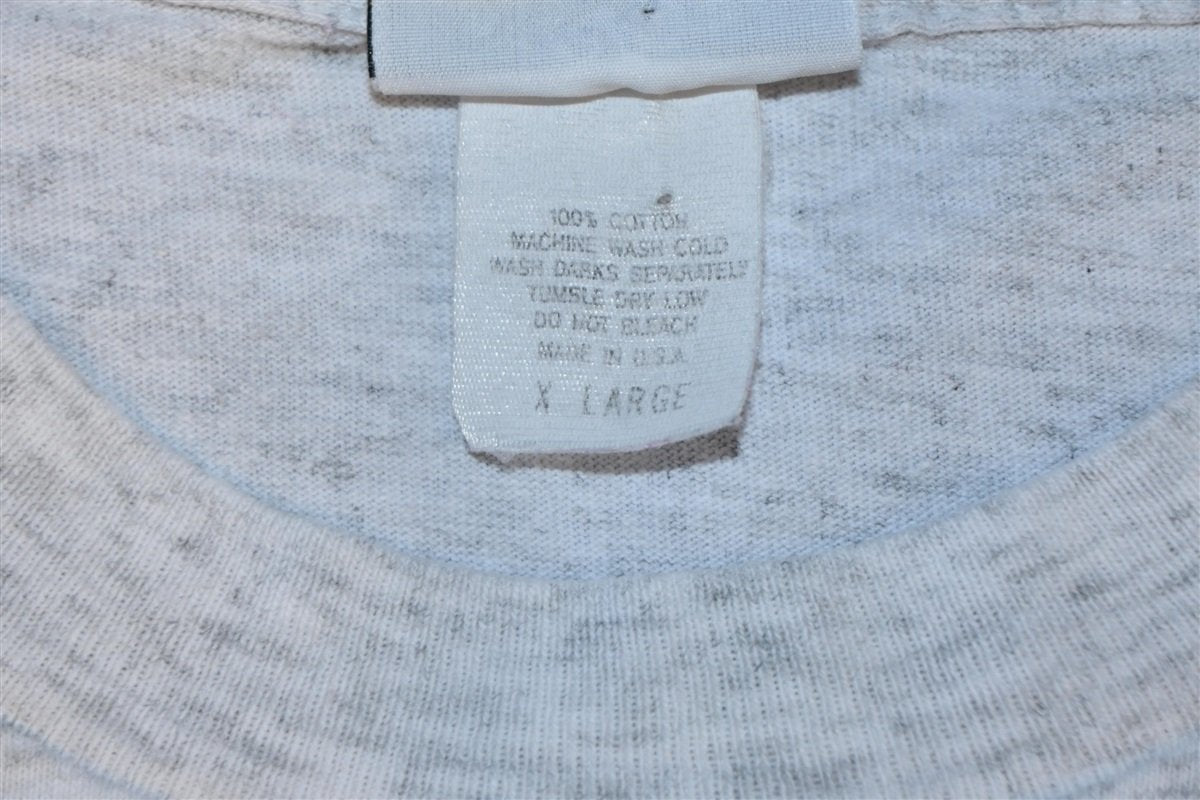 100% COTTON
MACHINE WASH COLD
WASH DARKS SEPARATELY
TUMBLE DRY LOW
DO NOT BLEACH
MADE IN U.S.A.
X LARGE